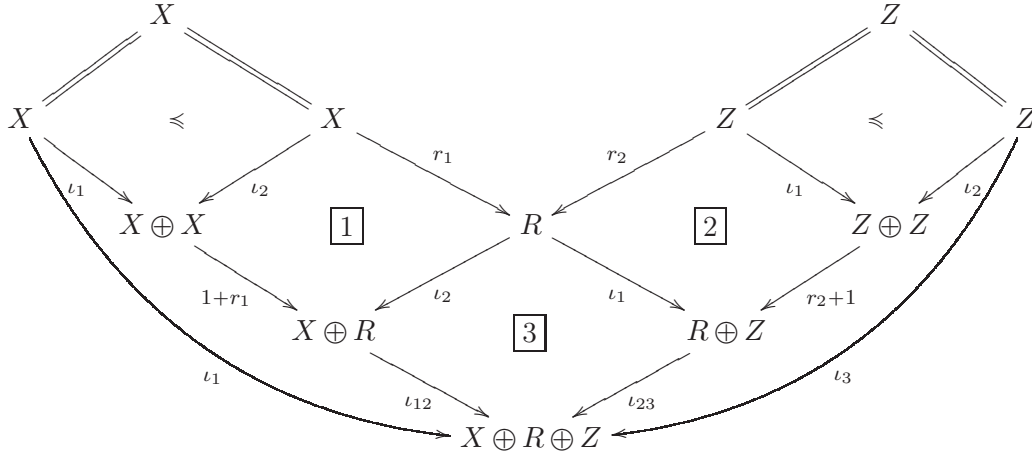 X Z
X ≼ X Z ≼ Z
r₁ r₂
ι₁ ι₂ ι₁ ι₂
X ⊕ X 1 R 2 Z ⊕ Z
1+r₁ ι₂ ι₁ r₂+1
X ⊕ R 3 R ⊕ Z
ι₁ ι₃
ι₁₂ ι₂₃
X ⊕ R ⊕ Z